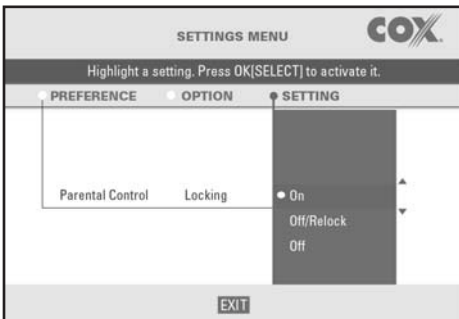 SETTINGS MENU
COX
Highlight a setting. Press OK[SELECT] to activate it.
PREFERENCE OPTION SETTING
Parental Control Locking On
Off/Relock
Off
EXIT